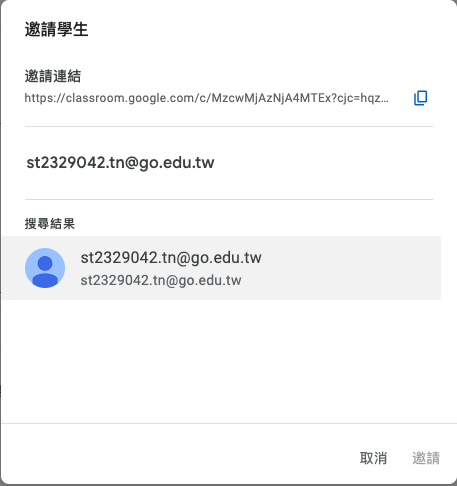 邀請學生
邀請連結
https://classroom.google.com/c/MzcwMjAzNjA4MTEx?cjc=hqz...
st2329042.tn@go.edu.tw
搜尋結果
st2329042.tn@go.edu.tw
st2329042.tn@go.edu.tw
取消 邀請